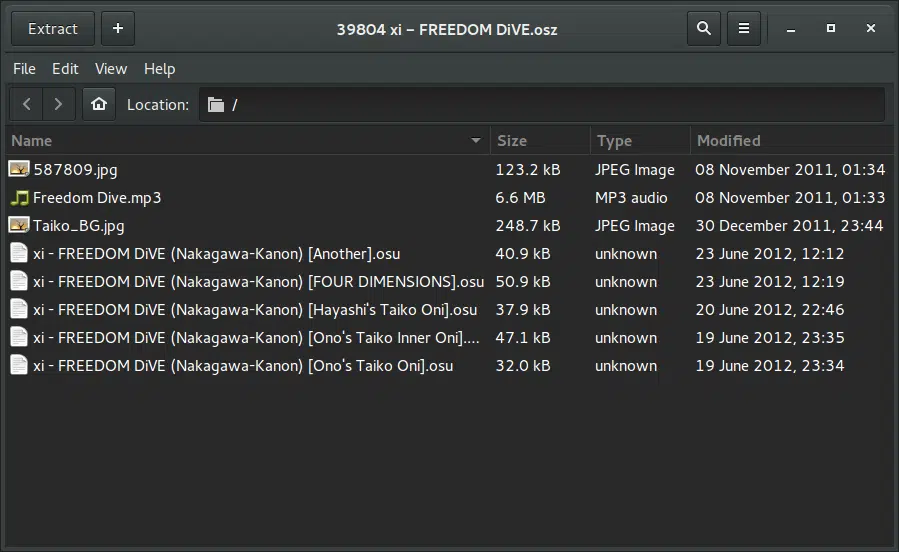 Extract + 39804 xi – FREEDOM DiVE.osz
File Edit View Help
Location: /
Name Size Type Modified
587809.jpg 123.2 kB JPEG Image 08 November 2011, 01:34
Freedom Dive.mp3 6.6 MB MP3 audio 08 November 2011, 01:33
Taiko_BG.jpg 248.7 kB JPEG Image 30 December 2011, 23:44
xi - FREEDOM DiVE (Nakagawa-Kanon) [Another].osu 40.9 kB unknown 23 June 2012, 12:12
xi - FREEDOM DiVE (Nakagawa-Kanon) [FOUR DIMENSIONS].osu 50.9 kB unknown 23 June 2012, 12:19
xi - FREEDOM DiVE (Nakagawa-Kanon) [Hayashi's Taiko Oni].osu 37.9 kB unknown 20 June 2012, 22:46
xi - FREEDOM DiVE (Nakagawa-Kanon) [Ono's Taiko Inner Oni].... 47.1 kB unknown 19 June 2012, 23:35
xi - FREEDOM DiVE (Nakagawa-Kanon) [Ono's Taiko Oni].osu 32.0 kB unknown 19 June 2012, 23:34